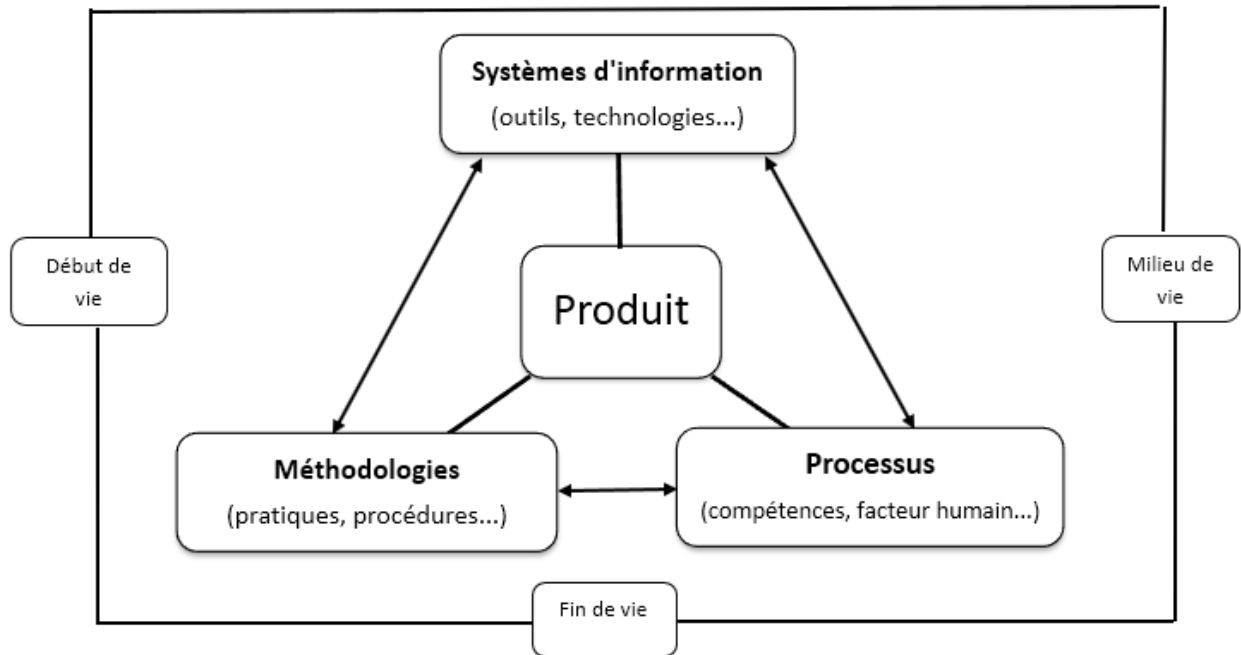 Systèmes d'information
(outils, technologies...)
Début de
vie
Produit
Milieu de
vie
Méthodologies
(pratiques, procédures...)
Processus
(compétences, facteur humain...)
Fin de vie